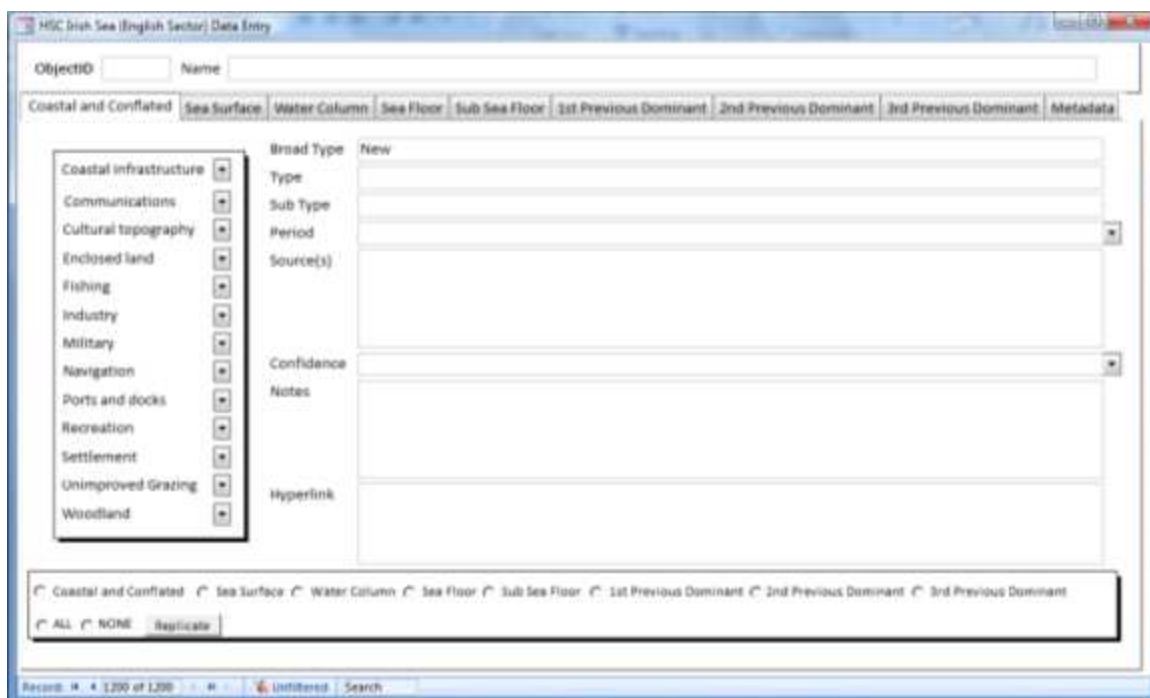 HSC Irish Sea (English Sector) Data Entry
ObjectID Name
Coastal and Conflated Sea Surface Water Column Sea Floor Sub Sea Floor 1st Previous Dominant 2nd Previous Dominant 3rd Previous Dominant Metadata
Coastal infrastructure
Communications
Cultural topography
Enclosed land
Fishing
Industry
Military
Navigation
Ports and docks
Recreation
Settlement
Unimproved Grazing
Woodland
Broad Type New
Type
Sub Type
Period
Source(s)
Confidence
Notes
Hyperlink
Coastal and Conflated Sea Surface Water Column Sea Floor Sub Sea Floor 1st Previous Dominant 2nd Previous Dominant 3rd Previous Dominant
ALL NONE Replicate
Record: 1200 of 1200 Unfiltered Search